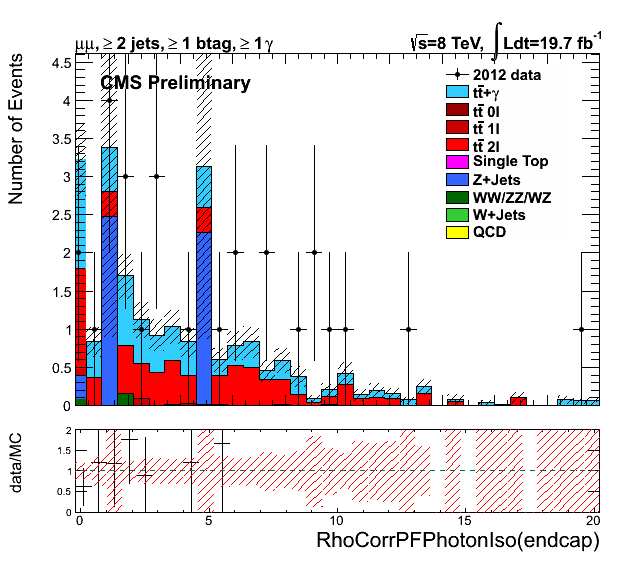 μμ, ≥ 2 jets, ≥ 1 btag, ≥ 1 γ
√s=8 TeV, ∫ Ldt=19.7 fb⁻¹
CMS Preliminary
2012 data
tt̄+γ
tt̄ 0l
tt̄ 1l
tt̄ 2l
Single Top
Z+Jets
WW/ZZ/WZ
W+Jets
QCD
Number of Events
4.5
4
3.5
3
2.5
2
1.5
1
0.5
0
data/MC
2
1.5
1
0.5
0
0 5 10 15 20
RhoCorrPFPhotonIso(endcap)